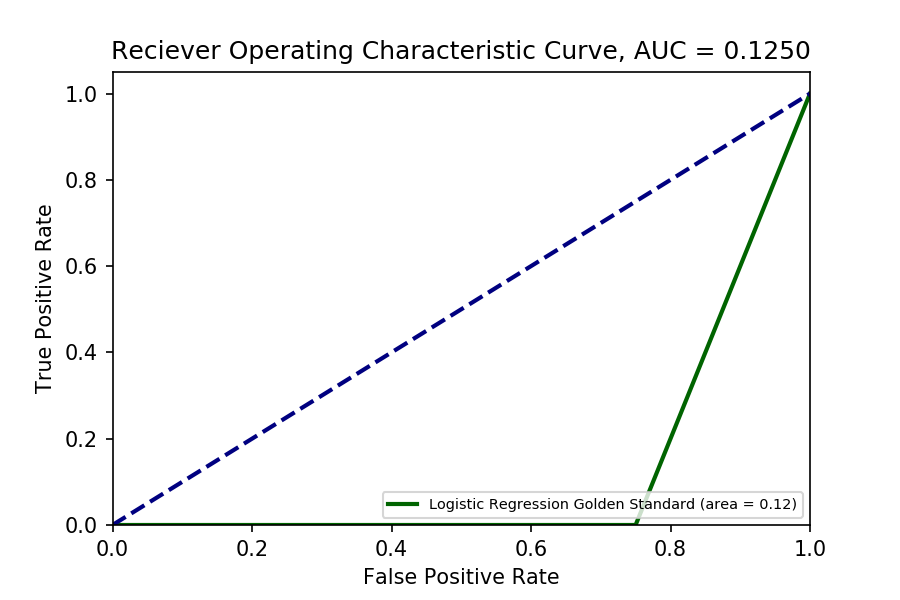 Reciever Operating Characteristic Curve, AUC = 0.1250
True Positive Rate
1.0
0.8
0.6
0.4
0.2
0.0
Logistic Regression Golden Standard (area = 0.12)
0.0 0.2 0.4 0.6 0.8 1.0
False Positive Rate